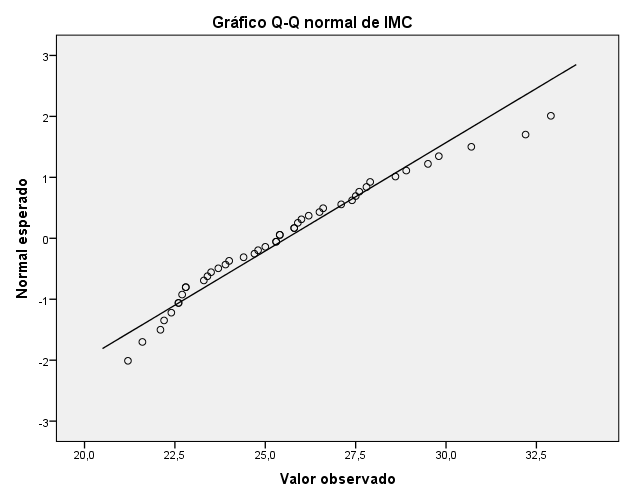 Gráfico Q-Q normal de IMC
Normal esperado
3
2
1
0
-1
-2
-3
20,0 22,5 25,0 27,5 30,0 32,5
Valor observado